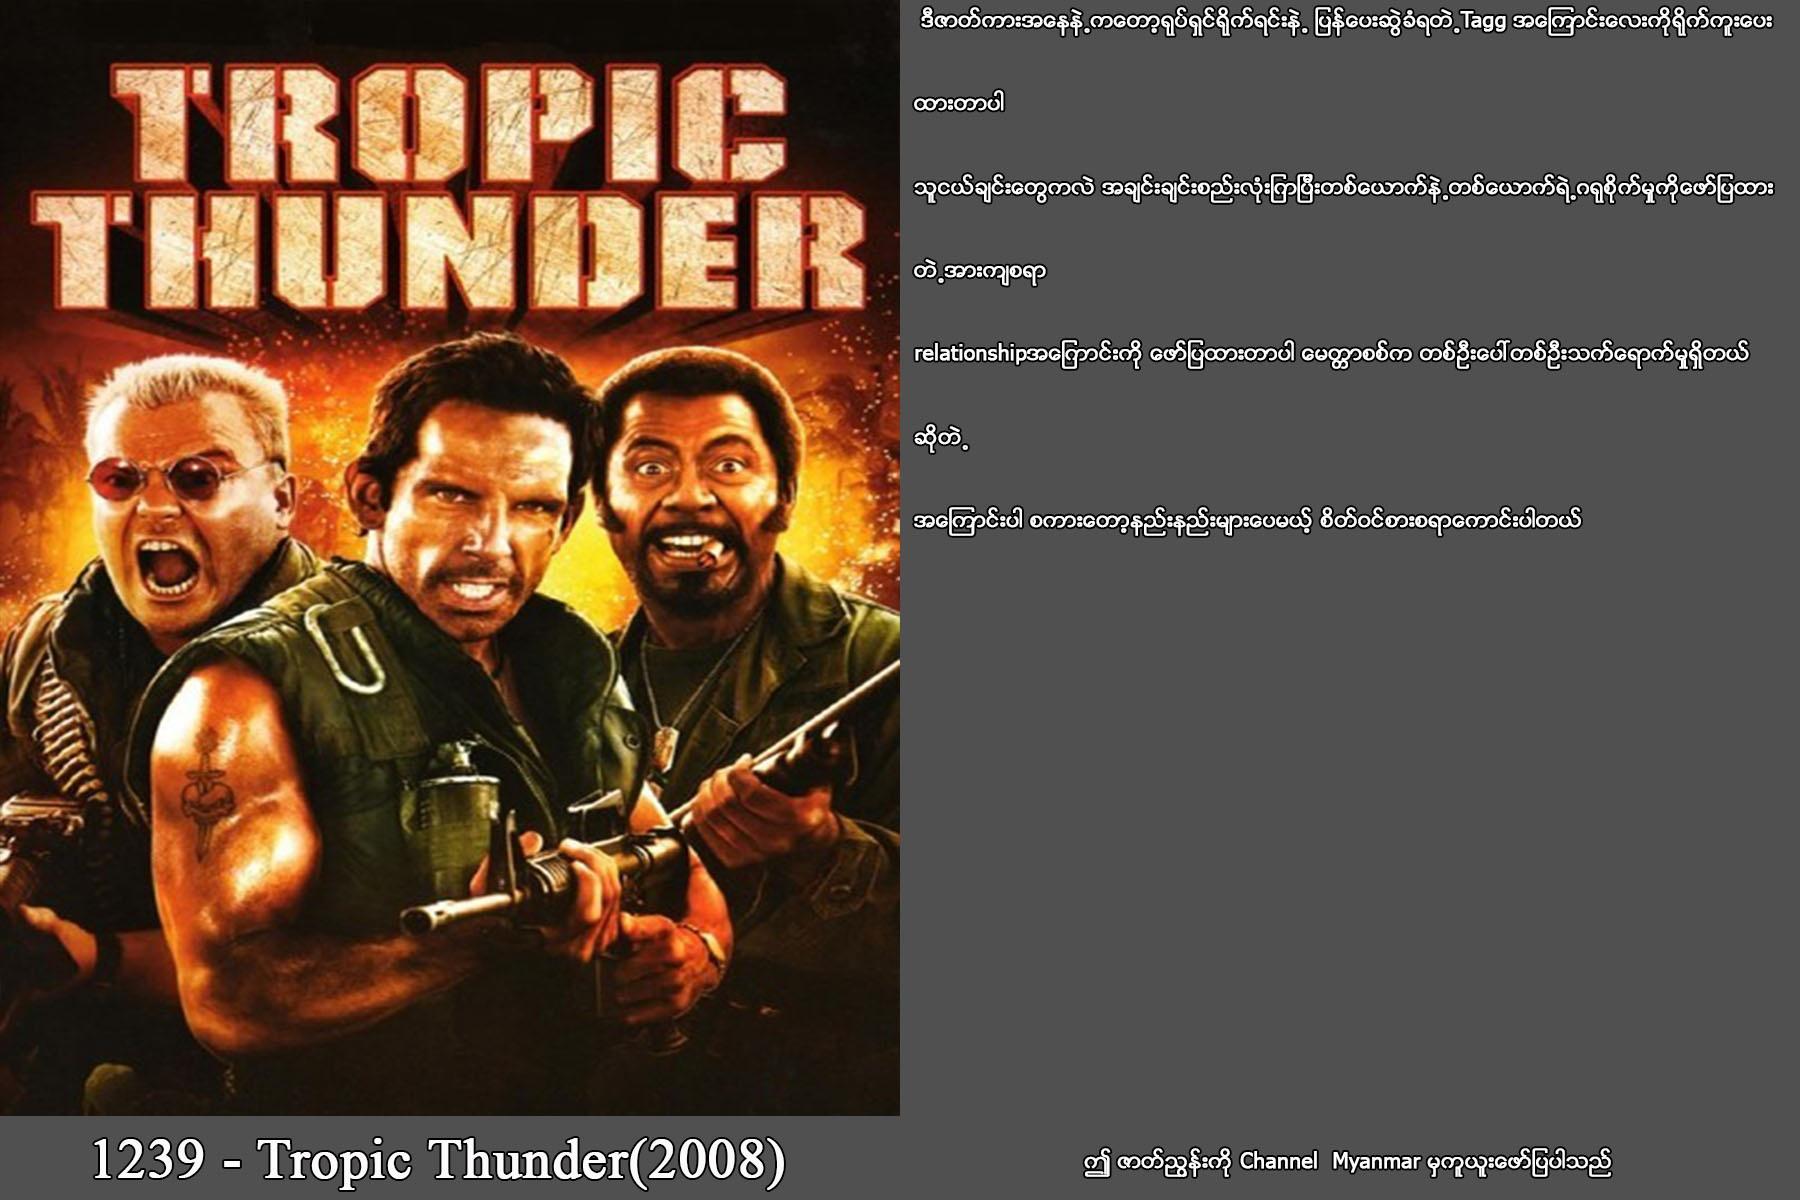 TROPIC
THUNDER
ဒီဇာတ်ကားအနေနဲ့ကတော့ရုပ်ရှင်ရိုက်ရင်းနဲ့ ပြန်ပေးဆွဲခံရတဲ့Tagg အကြောင်းလေးကိုရိုက်ကူးပေး
ထားတာပါ
သူငယ်ချင်းတွေကလဲ အချင်းချင်းစည်းလုံးကြာပြီးတစ်ယောက်နဲ့တစ်ယောက်ရဲ့ဂရုစိုက်မှုကိုဖော်ပြထား
တဲ့အားကျစရာ
relationshipအကြောင်းကို ဖော်ပြထားတာပါ မေတ္တာစစ်က တစ်ဦးပေါ်တစ်ဦးသက်ရောက်မှုရှိတယ်
ဆိုတဲ့
အကြောင်းပါ စကားတော့နည်းနည်းများပေမယ့် စိတ်ဝင်စားစရာကောင်းပါတယ်
1239 - Tropic Thunder(2008)
ဤ ဇာတ်ညွှန်းကို Channel Myanmar မှကူယူးဖော်ပြပါသည်